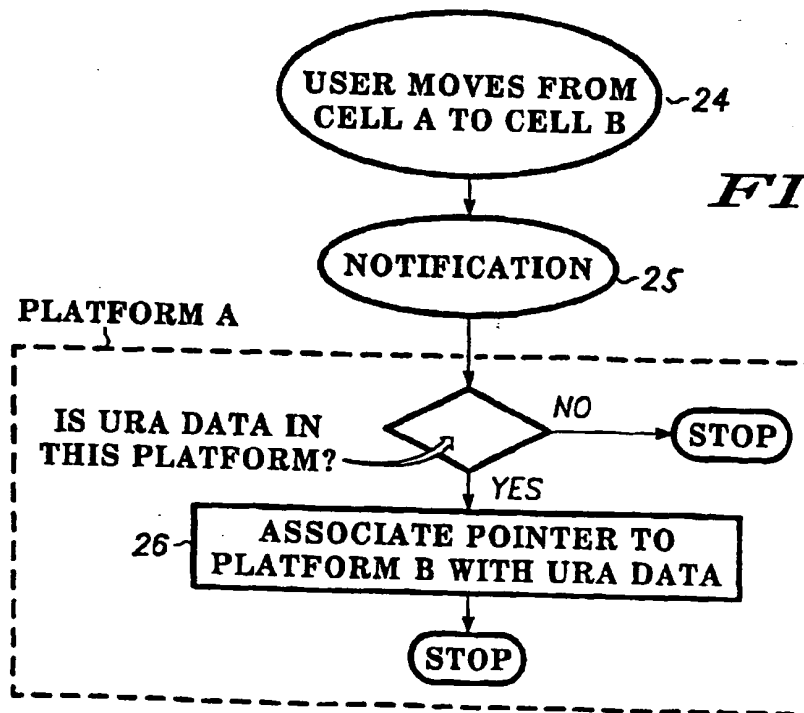 USER MOVES FROM
CELL A TO CELL B
24
FI
NOTIFICATION
25
PLATFORM A
IS URA DATA IN
THIS PLATFORM?
NO
STOP
YES
26
ASSOCIATE POINTER TO
PLATFORM B WITH URA DATA
STOP